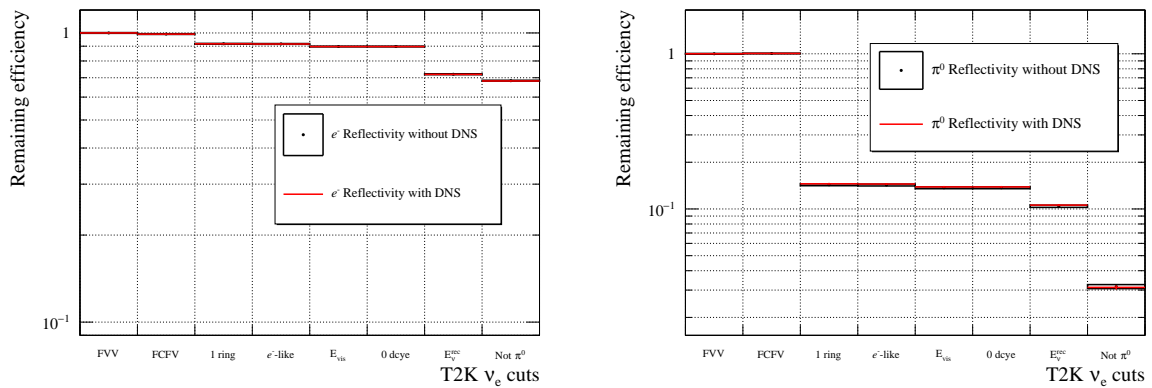 Remaining efficiency
1
10⁻¹
e⁻ Reflectivity without DNS
e⁻ Reflectivity with DNS
FVV FCFV 1 ring e⁻-like E_vis 0 dcye E_ν^rec Not π⁰
T2K ν_e cuts
Remaining efficiency
1
10⁻¹
π⁰ Reflectivity without DNS
π⁰ Reflectivity with DNS
FVV FCFV 1 ring e⁻-like E_vis 0 dcye E_ν^rec Not π⁰
T2K ν_e cuts